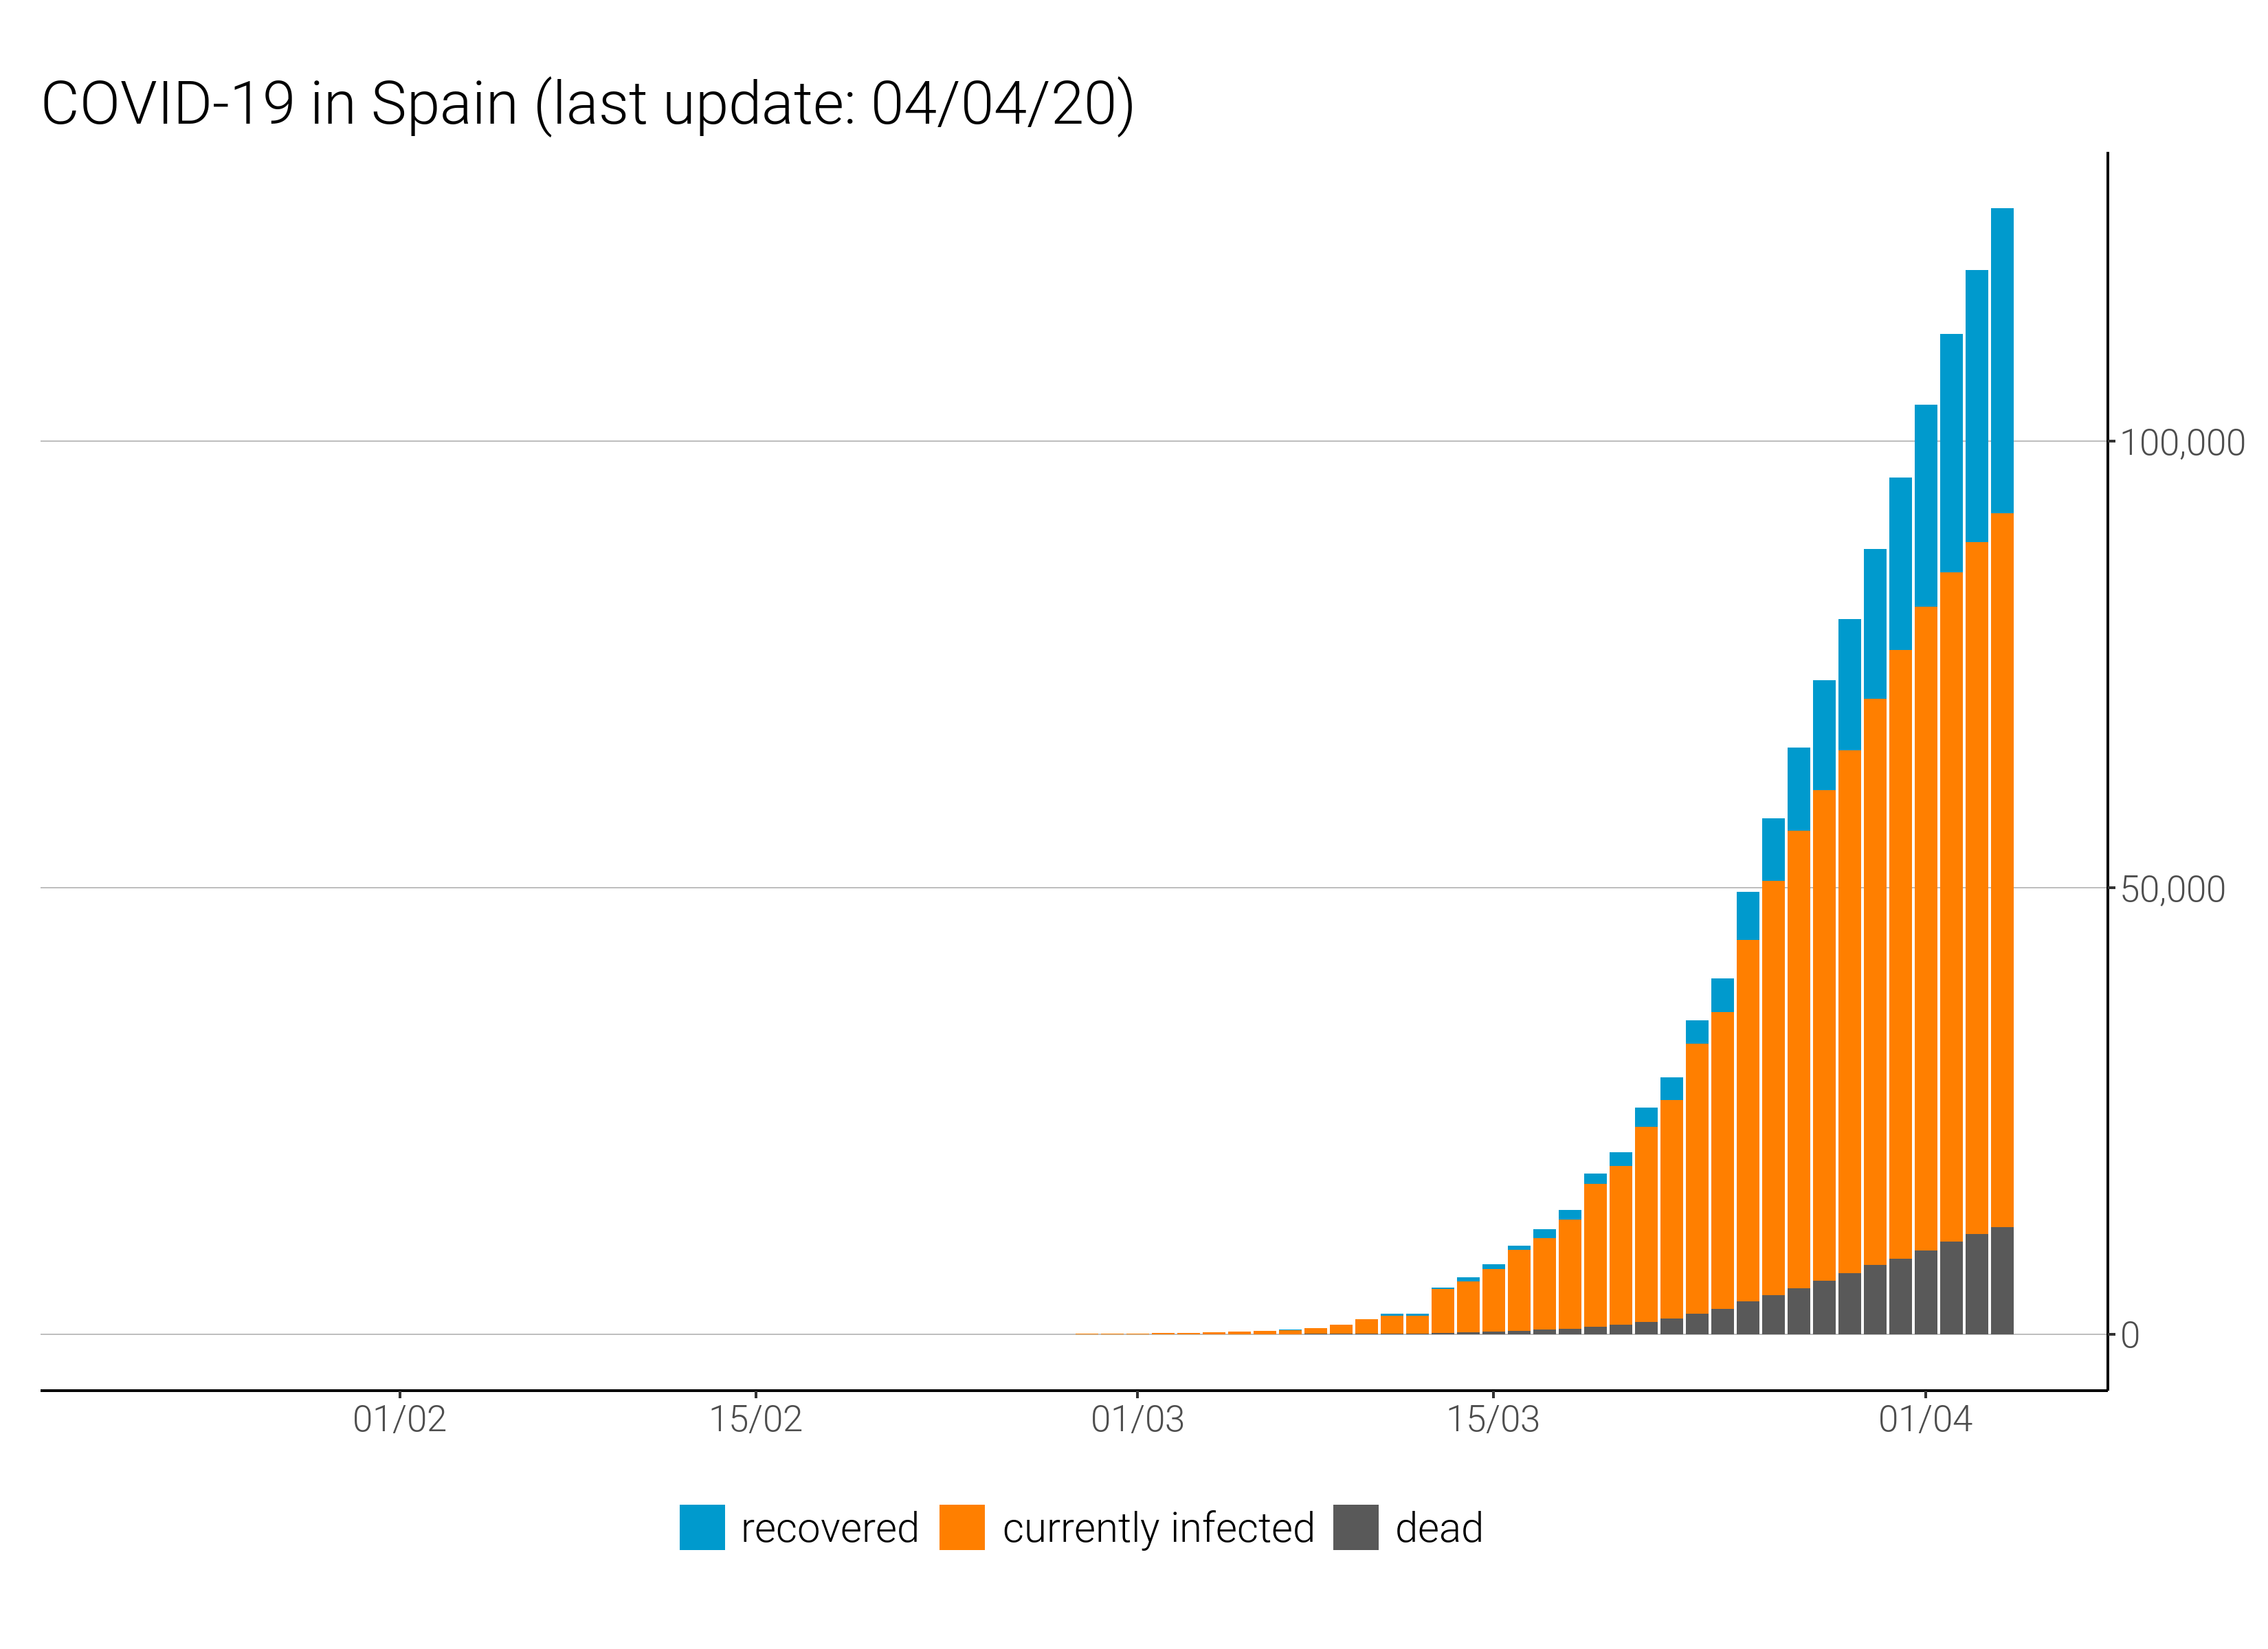 COVID-19 in Spain (last update: 04/04/20)
100,000
50,000
0
01/02 15/02 01/03 15/03 01/04
recovered currently infected dead